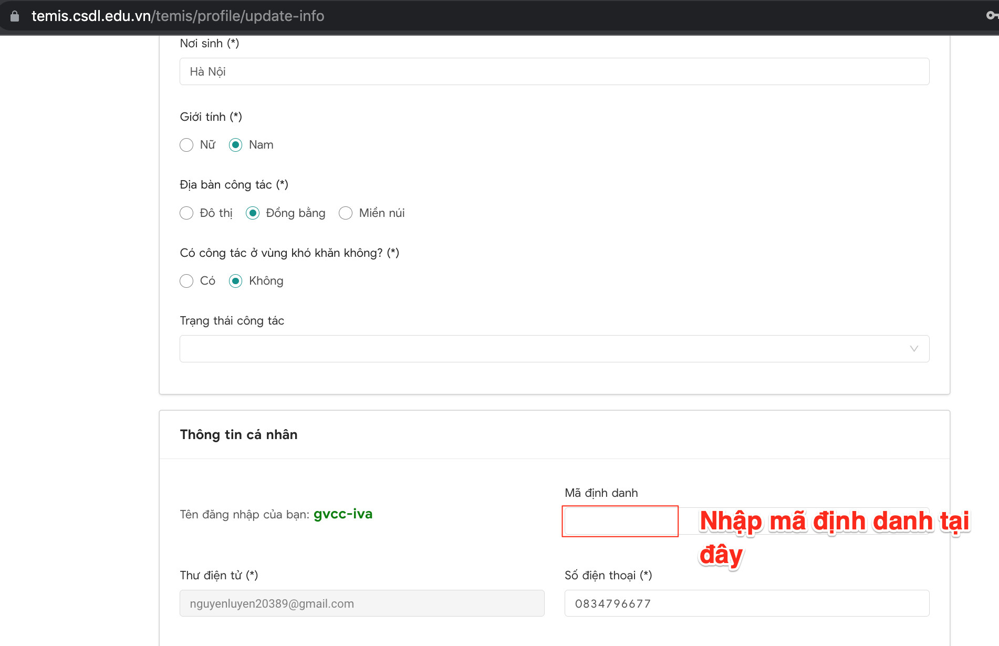 temis.csdl.edu.vn/temis/profile/update-info
Nơi sinh (*)
Hà Nội
Giới tính (*)
Nữ Nam
Địa bàn công tác (*)
Đô thị Đồng bằng Miền núi
Có công tác ở vùng khó khăn không? (*)
Có Không
Trạng thái công tác
Thông tin cá nhân
Mã định danh
Tên đăng nhập của bạn: gvcc-iva
Nhập mã định danh tại
đây
Thư điện tử (*)
Số điện thoại (*)
nguyenluyen20389@gmail.com
0834796677